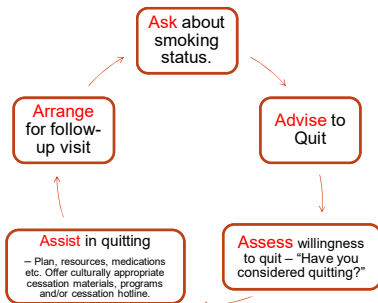 Ask about
smoking
status.
Advise to
Quit
Assess willingness
to quit – “Have you
considered quitting?”
Assist in quitting
– Plan, resources, medications
etc. Offer culturally appropriate
cessation materials, programs
and/or cessation hotline.
Arrange
for follow-
up visit